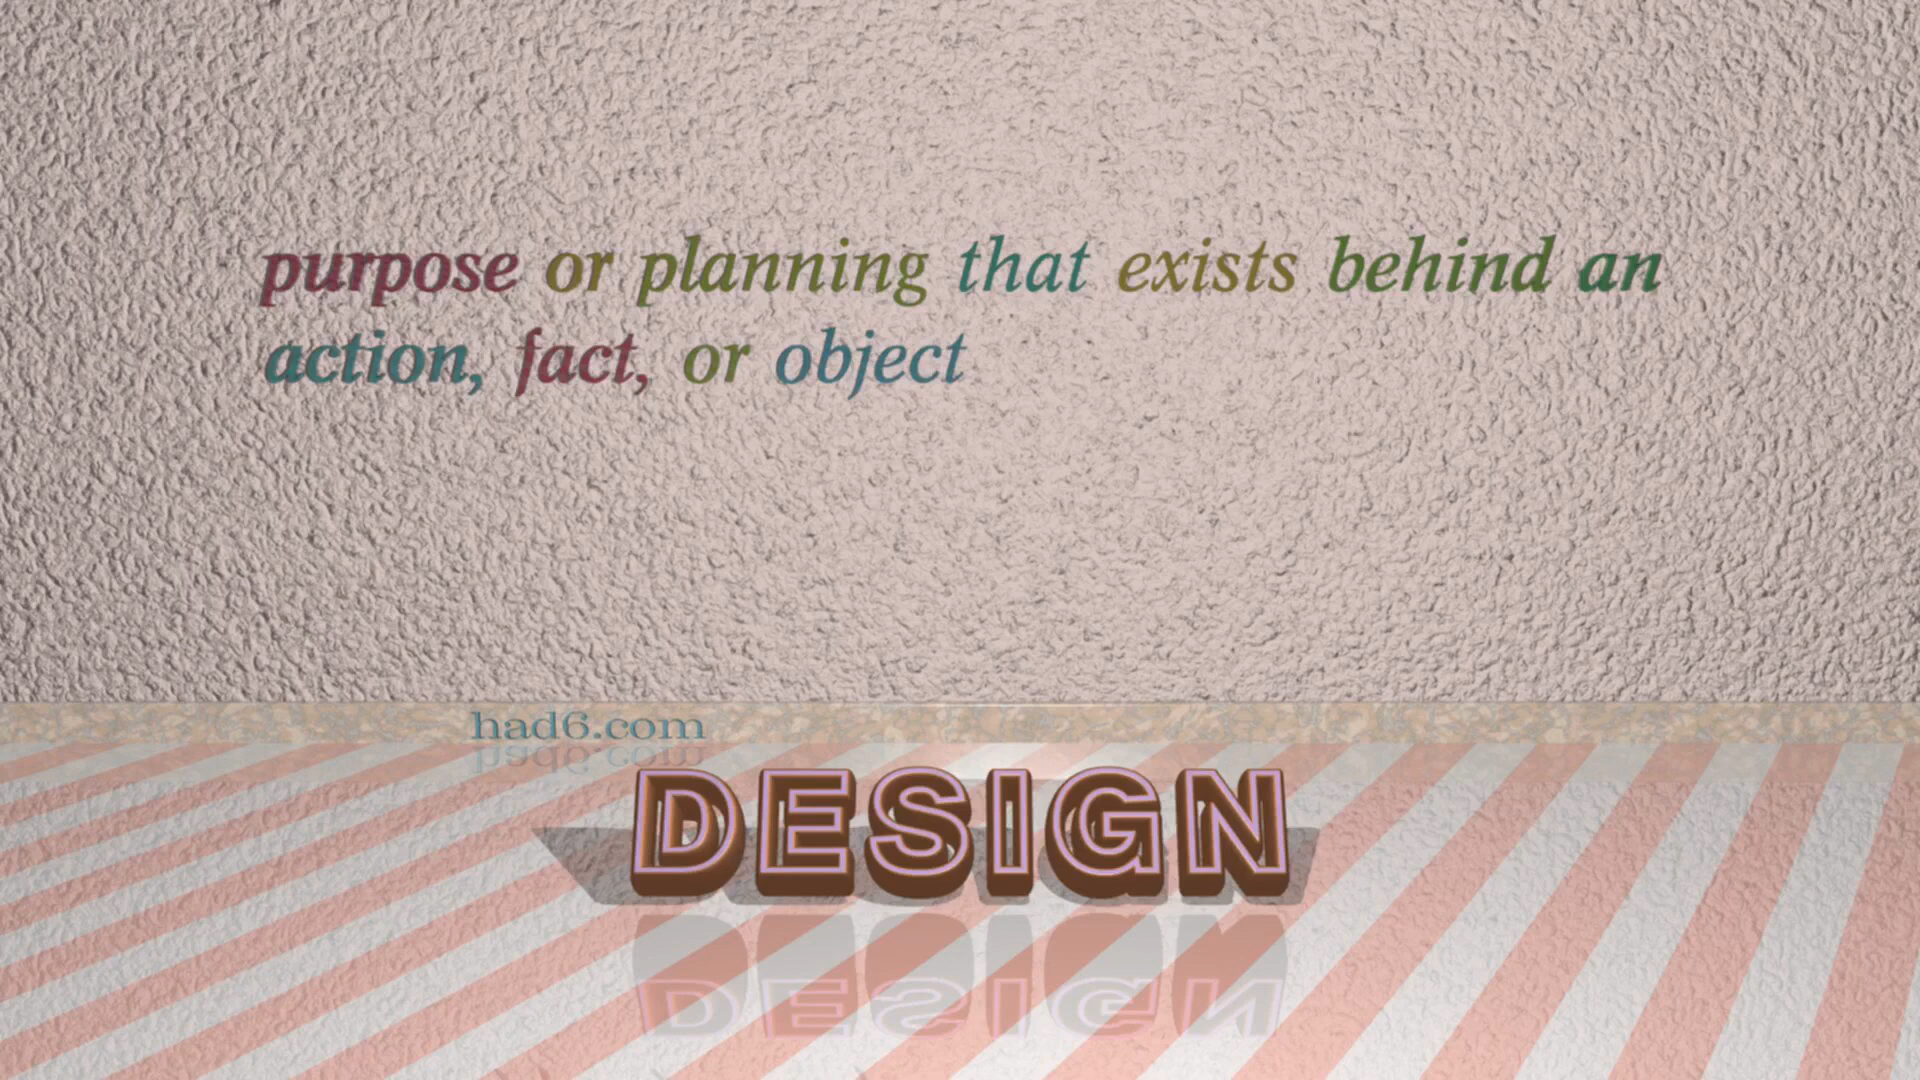 purpose or planning that exists behind an
action, fact, or object
had6.com
DESIGN